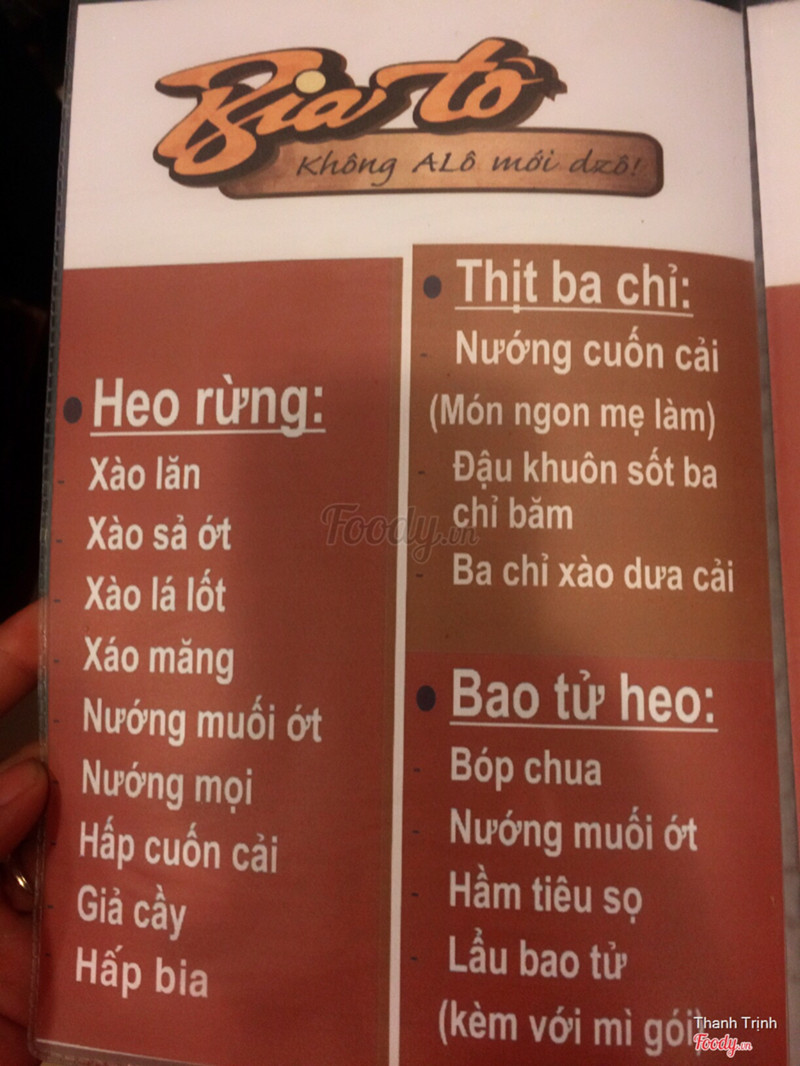 Bia tô
Không ALô mới dzô!
Heo rừng:
- Xào lăn
- Xào sả ớt
- Xào lá lốt
- Xáo măng
- Nướng muối ớt
- Nướng mọi
- Hấp cuốn cải
- Giả cầy
- Hấp bia
Thịt ba chỉ:
- Nướng cuốn cải
(Món ngon mẹ làm)
- Đậu khuôn sốt ba
chỉ băm
- Ba chỉ xào dưa cải
Bao tử heo:
- Bóp chua
- Nướng muối ớt
- Hầm tiêu sọ
- Lẩu bao tử
(kèm với mì gói)
Foody.vn
Thanh Trịnh
Foody.vn